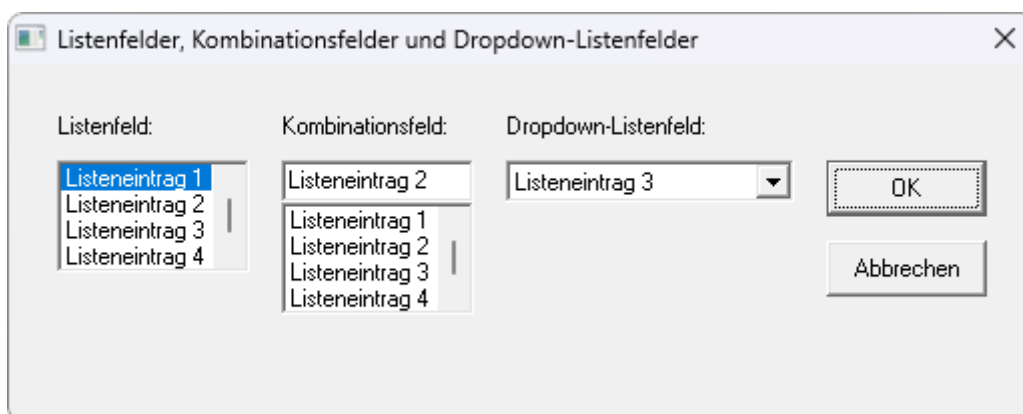 Listenfelder, Kombinationsfelder und Dropdown-Listenfelder
Listenfeld:
Listeneintrag 1
Listeneintrag 2
Listeneintrag 3
Listeneintrag 4
Kombinationsfeld:
Listeneintrag 2
Listeneintrag 1
Listeneintrag 2
Listeneintrag 3
Listeneintrag 4
Dropdown-Listenfeld:
Listeneintrag 3
OK
Abbrechen